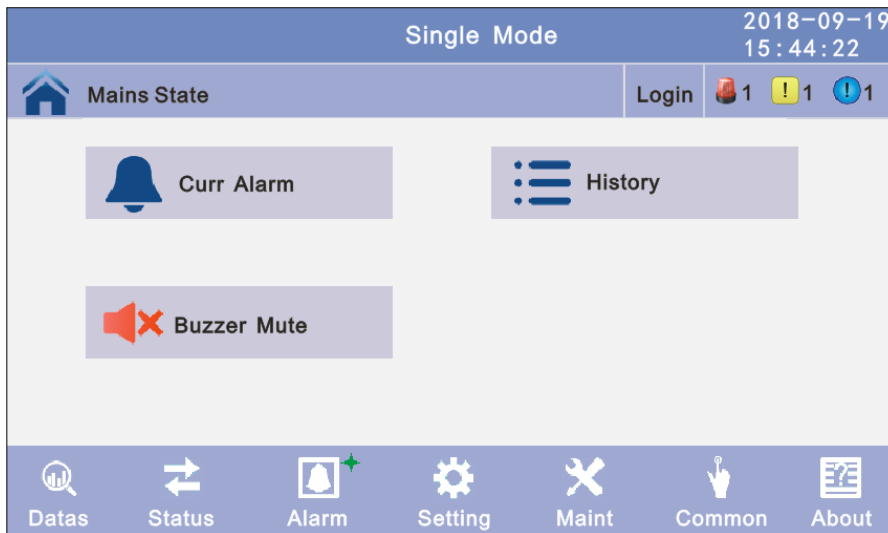 Single Mode
2018-09-19
15:44:22
Mains State
Login
1
! 1
! 1
Curr Alarm
History
Buzzer Mute
Datas
Status
Alarm
Setting
Maint
Common
? About